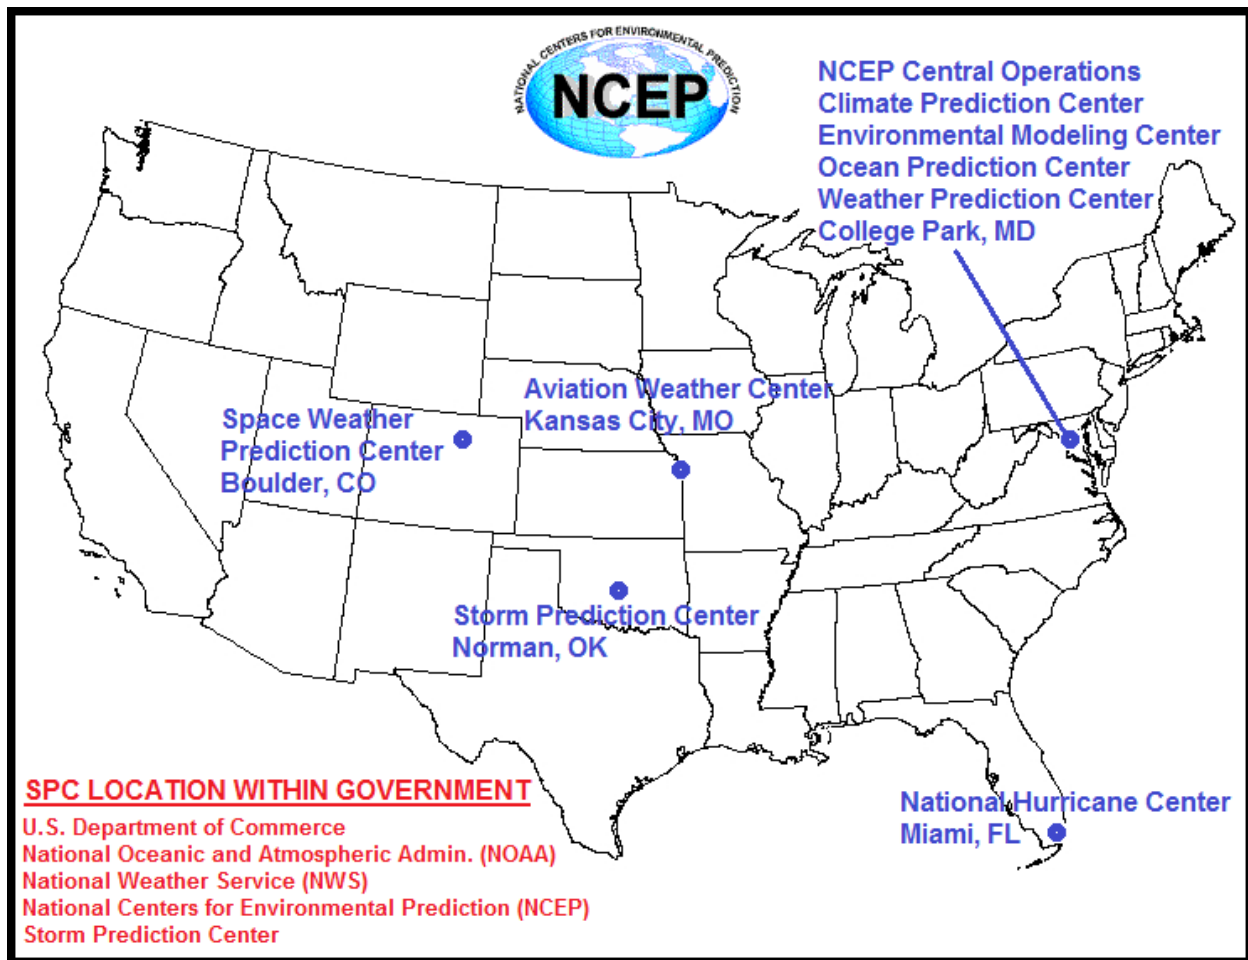 NATIONAL CENTERS FOR ENVIRONMENTAL PREDICTION
NCEP
NCEP Central Operations
Climate Prediction Center
Environmental Modeling Center
Ocean Prediction Center
Weather Prediction Center
College Park, MD
Aviation Weather Center
Kansas City, MO
Space Weather
Prediction Center
Boulder, CO
Storm Prediction Center
Norman, OK
National Hurricane Center
Miami, FL
SPC LOCATION WITHIN GOVERNMENT
U.S. Department of Commerce
National Oceanic and Atmospheric Admin. (NOAA)
National Weather Service (NWS)
National Centers for Environmental Prediction (NCEP)
Storm Prediction Center